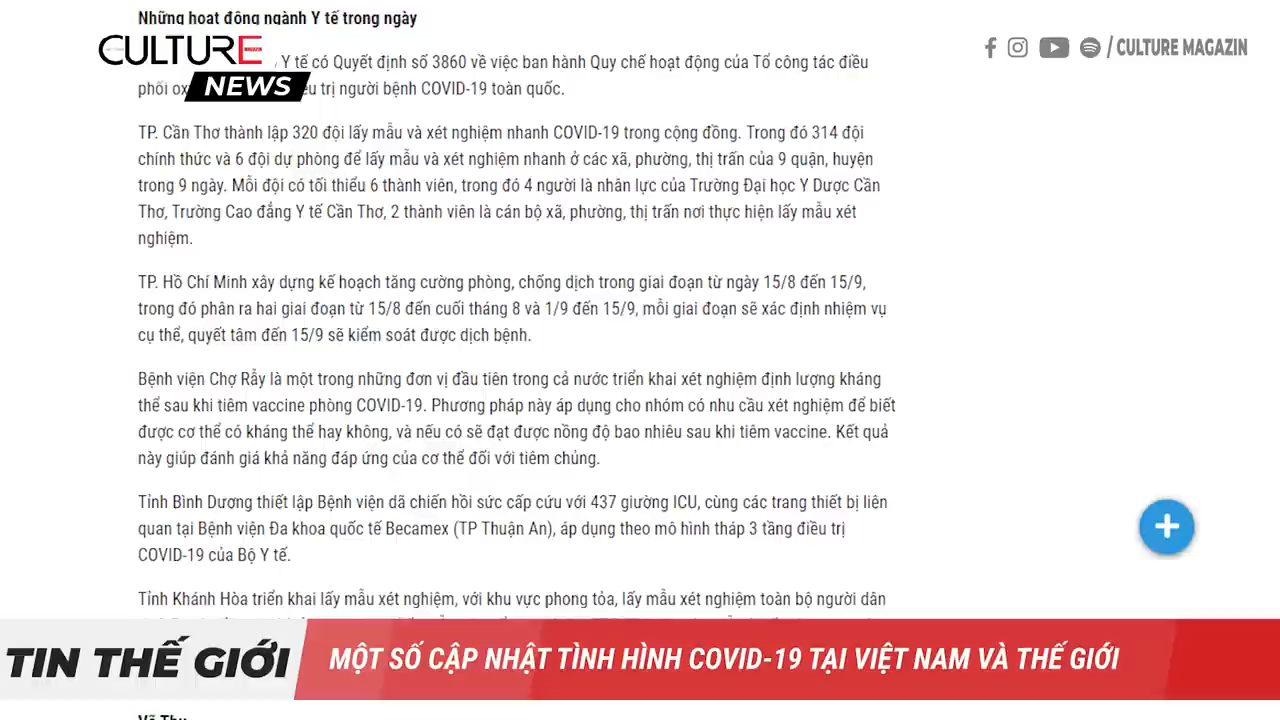 Những hoạt động ngành Y tế trong ngày
CULTURE
NEWS
/ CULTURE MAGAZIN
Y tế có Quyết định số 3860 về việc ban hành Quy chế hoạt động của Tổ công tác điều
phối trị người bệnh COVID-19 toàn quốc.
TP. Cần Thơ thành lập 320 đội lấy mẫu và xét nghiệm nhanh COVID-19 trong cộng đồng. Trong đó 314 đội
chính thức và 6 đội dự phòng để lấy mẫu và xét nghiệm nhanh ở các xã, phường, thị trấn của 9 quận, huyện
trong 9 ngày. Mỗi đội có tối thiểu 6 thành viên, trong đó 4 người là nhân lực của Trường Đại học Y Dược Cần
Thơ, Trường Cao đẳng Y tế Cần Thơ, 2 thành viên là cán bộ xã, phường, thị trấn nơi thực hiện lấy mẫu xét
nghiệm.
TP. Hồ Chí Minh xây dựng kế hoạch tăng cường phòng, chống dịch trong giai đoạn từ ngày 15/8 đến 15/9,
trong đó phân ra hai giai đoạn từ 15/8 đến cuối tháng 8 và 1/9 đến 15/9, mỗi giai đoạn sẽ xác định nhiệm vụ
cụ thể, quyết tâm đến 15/9 sẽ kiểm soát được dịch bệnh.
Bệnh viện Chợ Rẫy là một trong những đơn vị đầu tiên trong cả nước triển khai xét nghiệm định lượng kháng
thể sau khi tiêm vaccine phòng COVID-19. Phương pháp này áp dụng cho nhóm có nhu cầu xét nghiệm để biết
được cơ thể có kháng thể hay không, và nếu có sẽ đạt được nồng độ bao nhiêu sau khi tiêm vaccine. Kết quả
này giúp đánh giá khả năng đáp ứng của cơ thể đối với tiêm chủng.
Tỉnh Bình Dương thiết lập Bệnh viện dã chiến hồi sức cấp cứu với 437 giường ICU, cùng các trang thiết bị liên
quan tại Bệnh viện Đa khoa quốc tế Becamex (TP Thuận An), áp dụng theo mô hình tháp 3 tầng điều trị
COVID-19 của Bộ Y tế.
Tỉnh Khánh Hòa triển khai lấy mẫu xét nghiệm, với khu vực phong tỏa, lấy mẫu xét nghiệm toàn bộ người dân
TIN THẾ GIỚI
MỘT SỐ CẬP NHẬT TÌNH HÌNH COVID-19 TẠI VIỆT NAM VÀ THẾ GIỚI